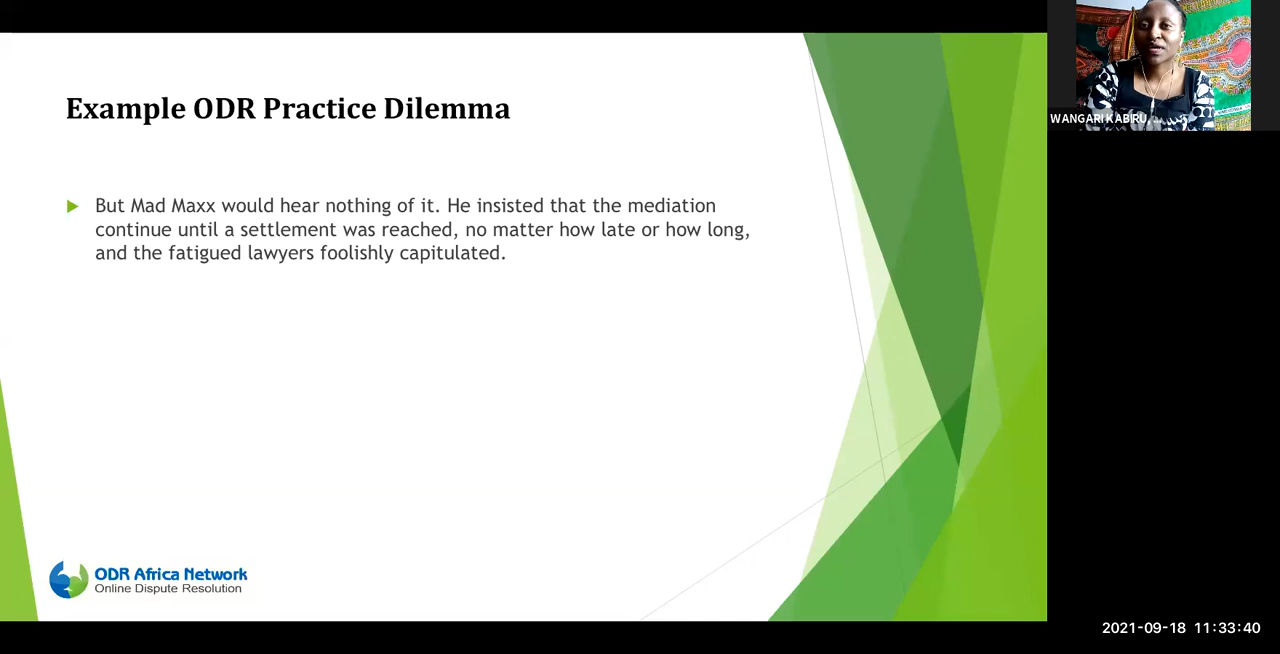 Example ODR Practice Dilemma
But Mad Maxx would hear nothing of it. He insisted that the mediation
continue until a settlement was reached, no matter how late or how long,
and the fatigued lawyers foolishly capitulated.
ODR Africa Network
Online Dispute Resolution
WANGARI KABIRU, ...
2021-09-18 11:33:40